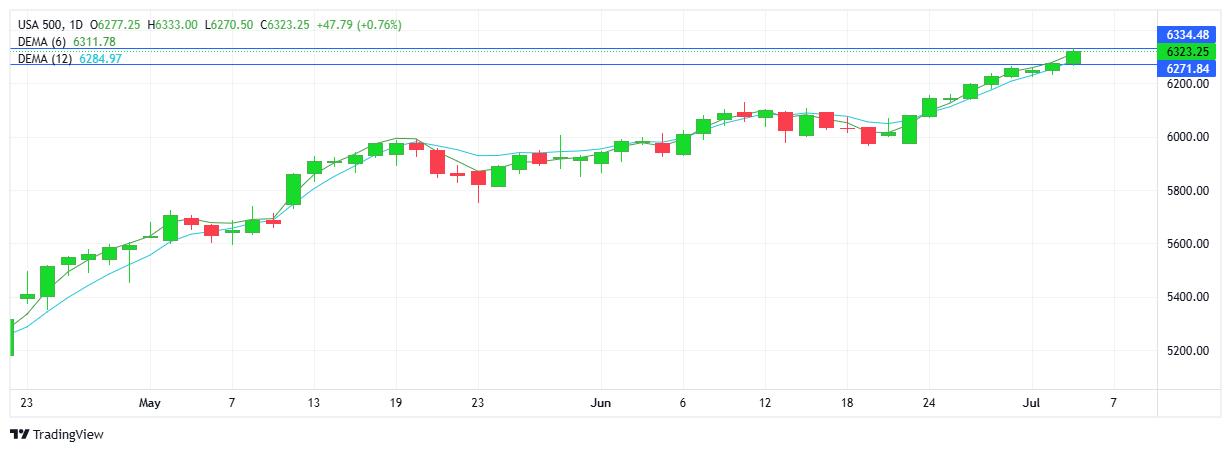 USA 500, 1D O6277.25 H6333.00 L6270.50 C6323.25 +47.79 (+0.76%)
DEMA (6) 6311.78
DEMA (12) 6284.97
6334.48
6323.25
6271.84
6200.00
6000.00
5800.00
5600.00
5400.00
5200.00
23 May 7 13 19 23 Jun 6 12 18 24 Jul 7
TradingView